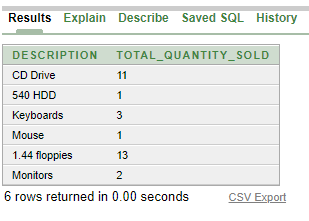 Results Explain Describe Saved SQL History
DESCRIPTION TOTAL_QUANTITY_SOLD
CD Drive 11
540 HDD 1
Keyboards 3
Mouse 1
1.44 floppies 13
Monitors 2
6 rows returned in 0.00 seconds CSV Export